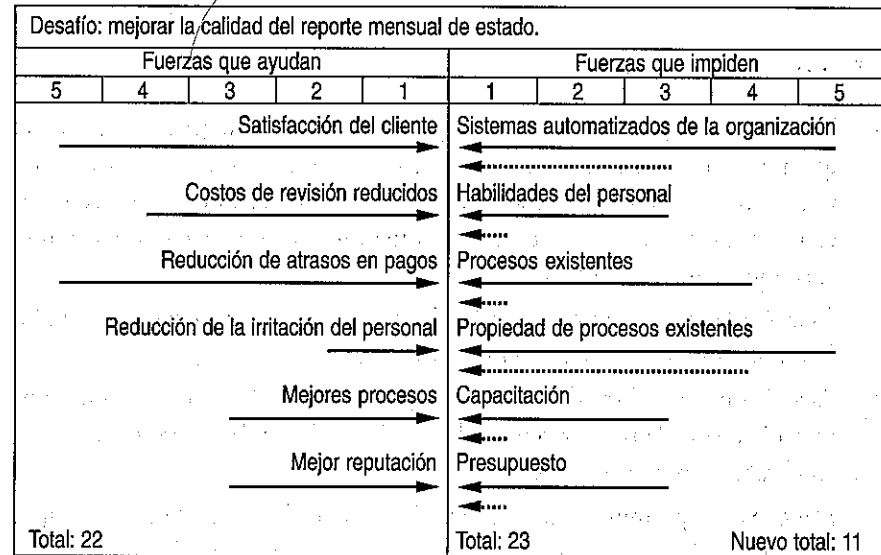 Desafío: mejorar la calidad del reporte mensual de estado.
Fuerzas que ayudan Fuerzas que impiden
5 4 3 2 1 1 2 3 4 5
Satisfacción del cliente Sistemas automatizados de la organización
Costos de revisión reducidos Habilidades del personal
Reducción de atrasos en pagos Procesos existentes
Reducción de la irritación del personal Propiedad de procesos existentes
Mejores procesos Capacitación
Mejor reputación Presupuesto
Total: 22 Total: 23 Nuevo total: 11